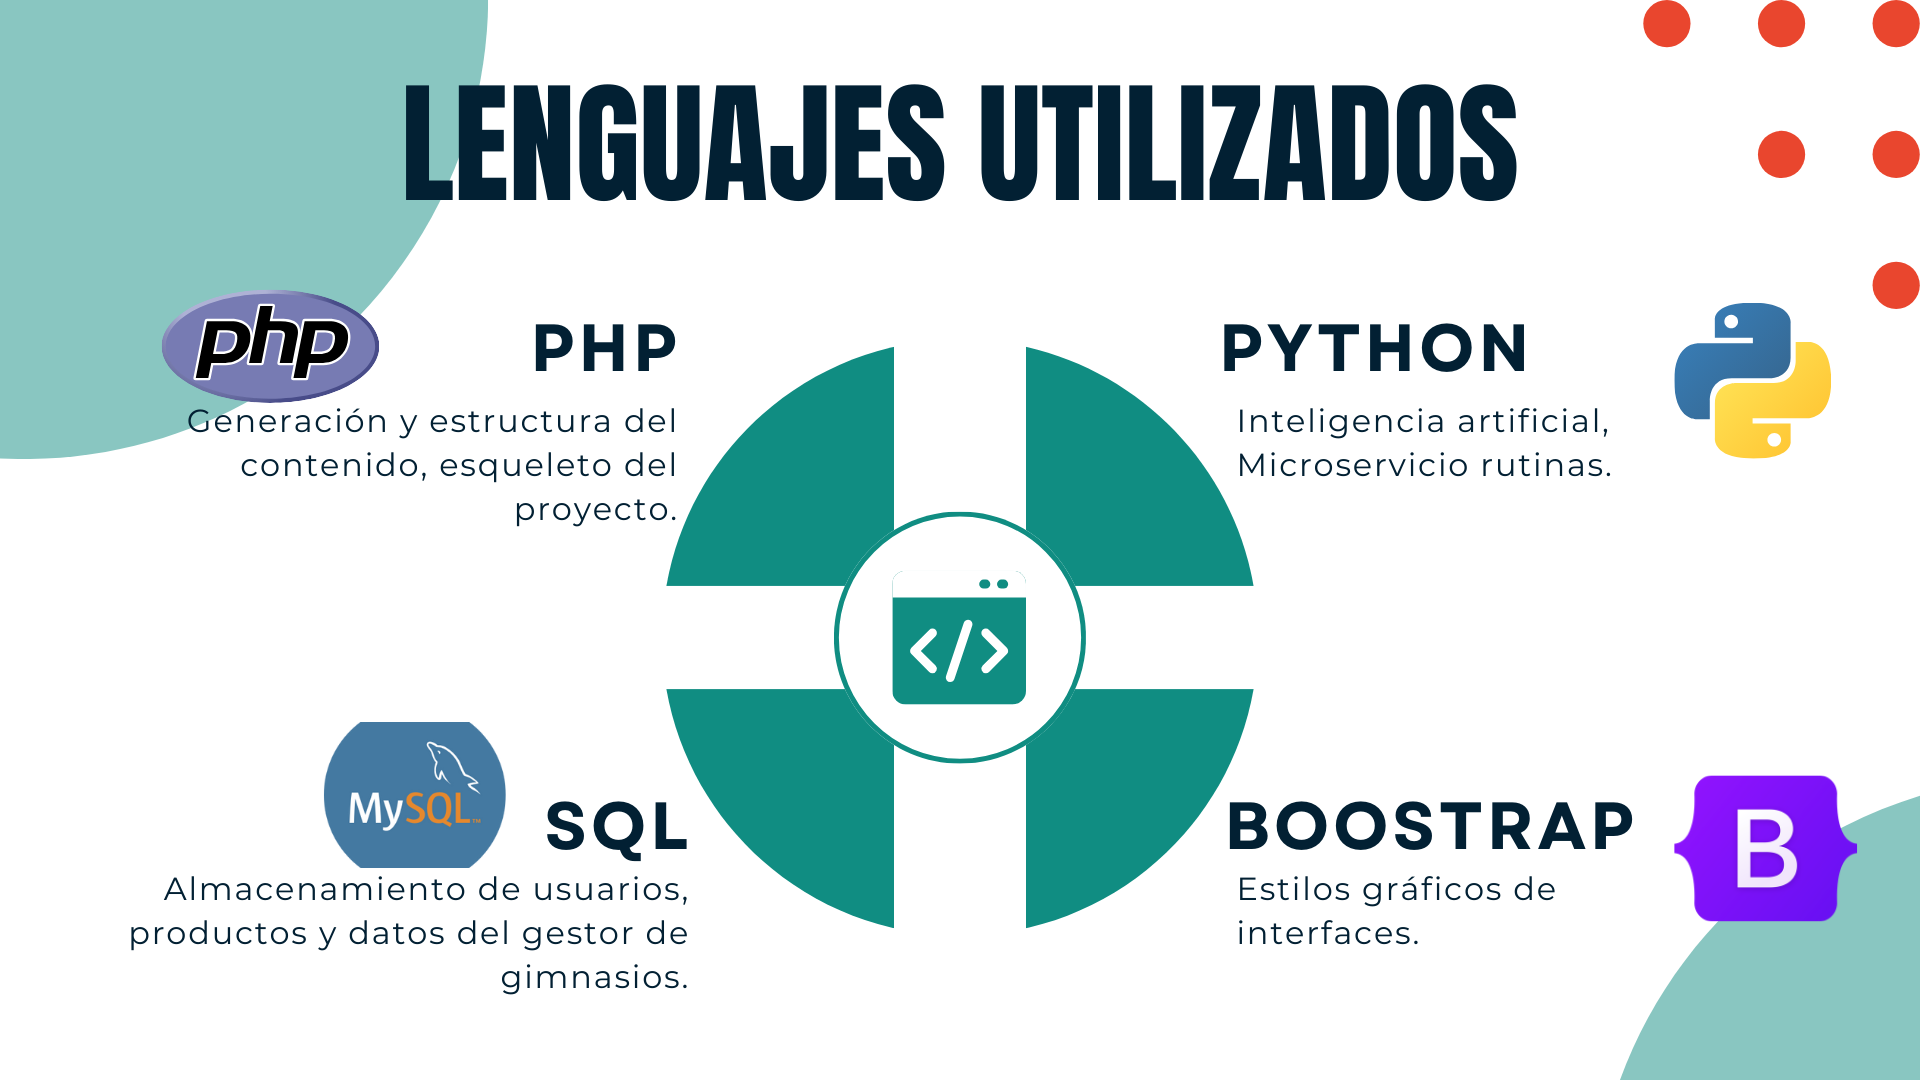 LENGUAJES UTILIZADOS
php
PHP
Generación y estructura del
contenido, esqueleto del
proyecto.
PYTHON
Inteligencia artificial,
Microservicio rutinas.
</>
MySQL™
SQL
Almacenamiento de usuarios,
productos y datos del gestor de
gimnasios.
BOOSTRAP
B
Estilos gráficos de
interfaces.